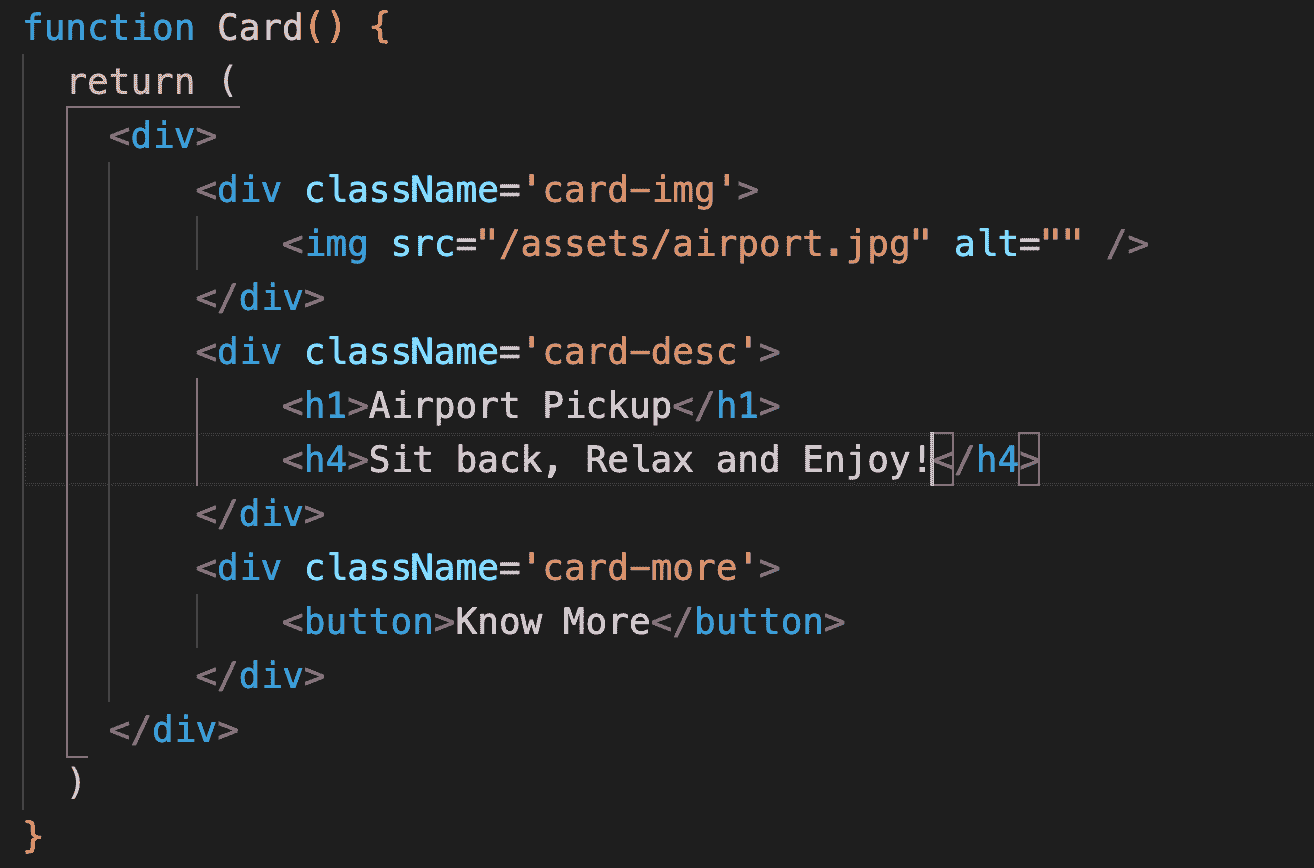 function Card() {
return (
<div>
<div className='card-img'>
<img src="/assets/airport.jpg" alt="" />
</div>
<div className='card-desc'>
<h1>Airport Pickup</h1>
<h4>Sit back, Relax and Enjoy!</h4>
</div>
<div className='card-more'>
<button>Know More</button>
</div>
</div>
)
}